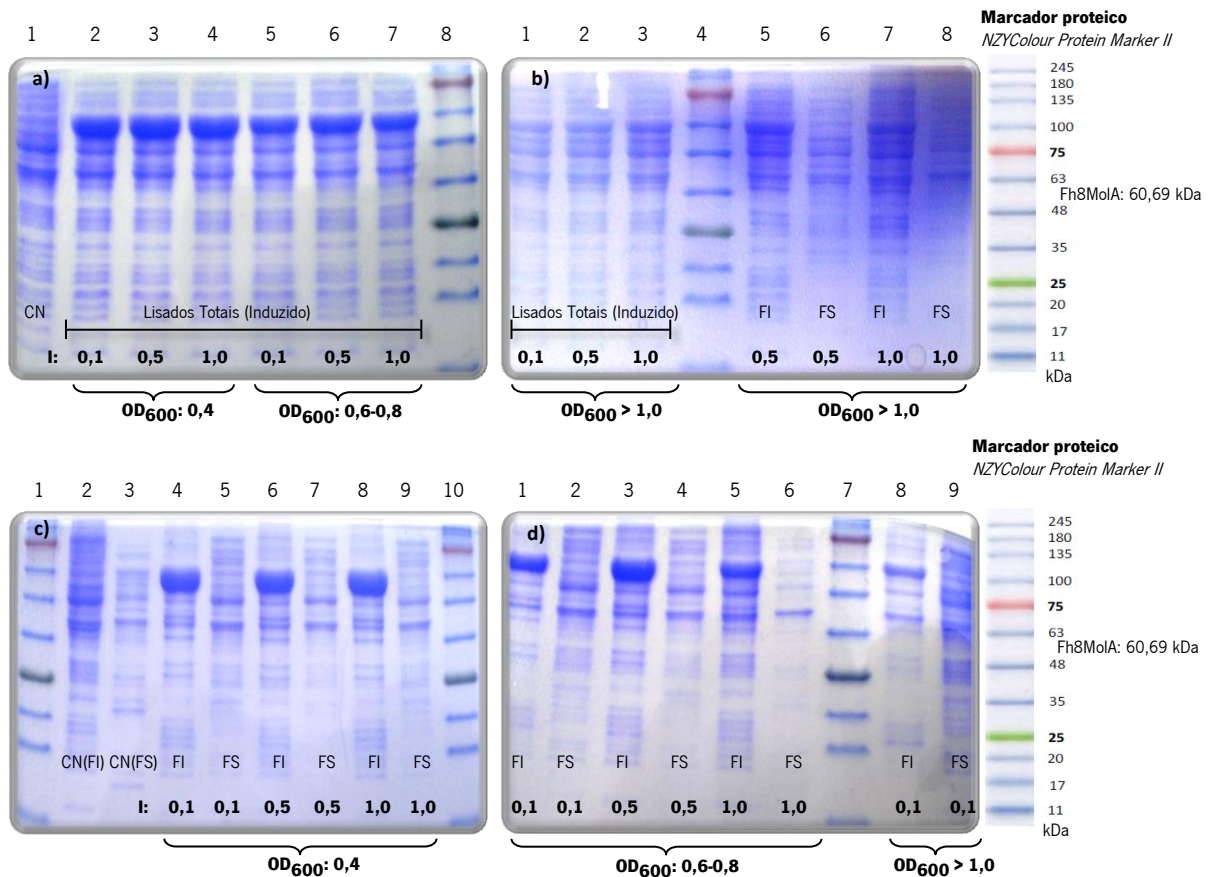 Marcador proteico
NZYColour Protein Marker II
1 2 3 4 5 6 7 8
a)
CN
Lisados Totais (Induzido)
I: 0,1 0,5 1,0 0,1 0,5 1,0
OD600: 0,4 OD600: 0,6-0,8
1 2 3 4 5 6 7 8
b)
Lisados Totais (Induzido)
FI FS FI FS
0,1 0,5 1,0 0,5 0,5 1,0 1,0
OD600 > 1,0 OD600 > 1,0
245
180
135
100
75
63
Fh8MolA: 60,69 kDa
48
35
25
20
17
11
kDa
Marcador proteico
NZYColour Protein Marker II
1 2 3 4 5 6 7 8 9 10
c)
CN(FI) CN(FS) FI FS FI FS FI FS
I: 0,1 0,1 0,5 0,5 1,0 1,0
OD600: 0,4
1 2 3 4 5 6 7 8 9
d)
FI FS FI FS FI FS FI FS
0,1 0,1 0,5 0,5 1,0 1,0 0,1 0,1
OD600: 0,6-0,8 OD600 > 1,0
245
180
135
100
75
63
Fh8MolA: 60,69 kDa
48
35
25
20
17
11
kDa